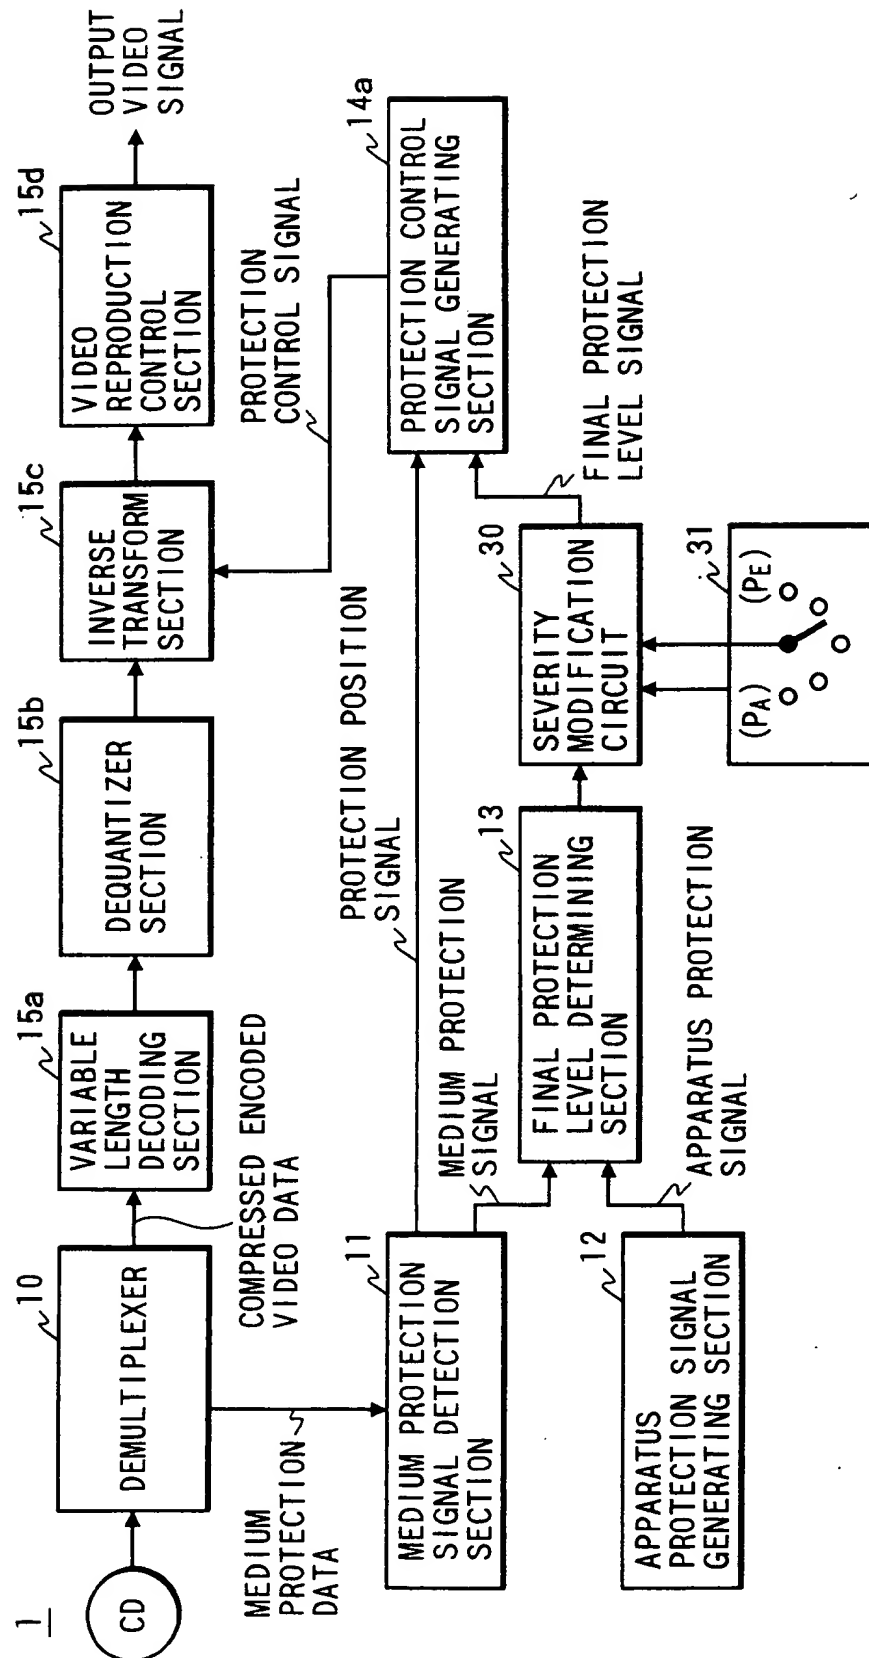 1
CD
10
DEMULTIPLEXER
COMPRESSED ENCODED
VIDEO DATA
15a
VARIABLE
LENGTH
DECODING
SECTION
15b
DEQUANTIZER
SECTION
15c
INVERSE
TRANSFORM
SECTION
15d
VIDEO
REPRODUCTION
CONTROL
SECTION
OUTPUT
VIDEO
SIGNAL
MEDIUM
PROTECTION
DATA
11
MEDIUM PROTECTION
SIGNAL DETECTION
SECTION
PROTECTION POSITION
SIGNAL
PROTECTION
CONTROL SIGNAL
14a
PROTECTION CONTROL
SIGNAL GENERATING
SECTION
MEDIUM PROTECTION
SIGNAL
13
FINAL PROTECTION
LEVEL DETERMINING
SECTION
30
SEVERITY
MODIFICATION
CIRCUIT
FINAL PROTECTION
LEVEL SIGNAL
12
APPARATUS
PROTECTION SIGNAL
GENERATING SECTION
APPARATUS PROTECTION
SIGNAL
31
(PA)
(PE)